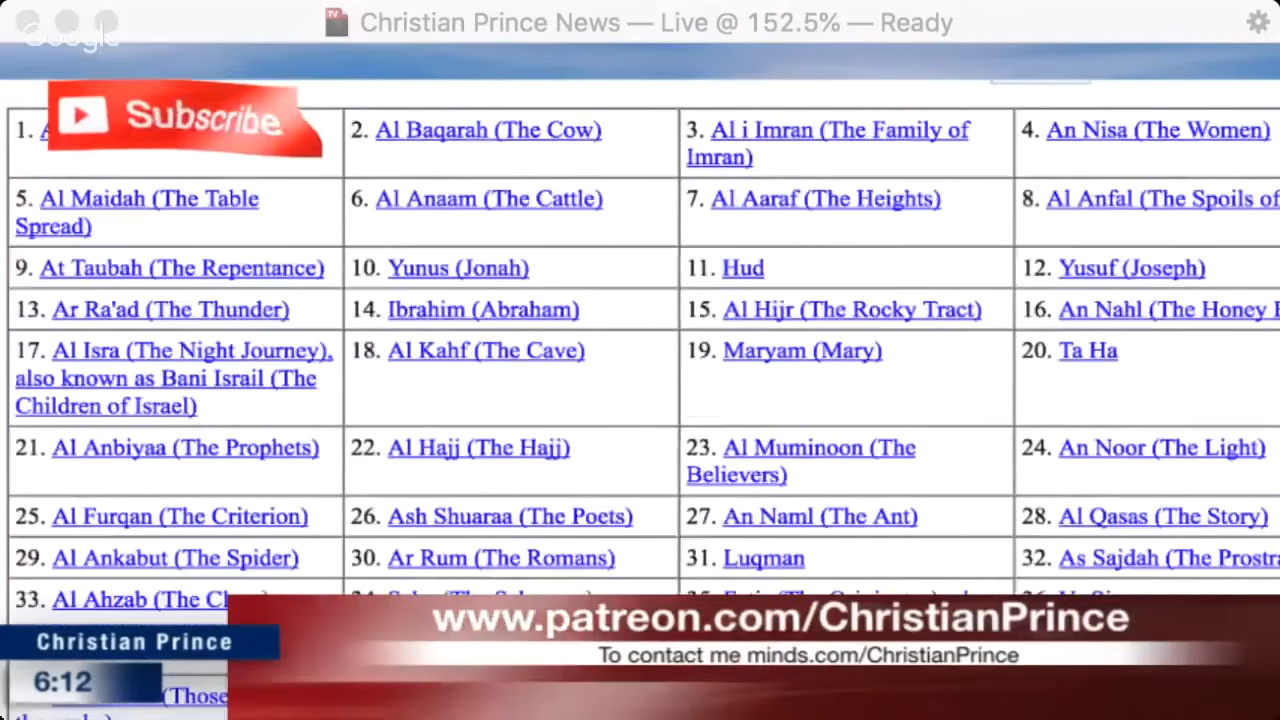 Christian Prince News — Live @ 152.5% — Ready
Google
Subscribe
1.
2. Al Baqarah (The Cow)
3. Al i Imran (The Family of
Imran)
4. An Nisa (The Women)
5. Al Maidah (The Table
Spread)
6. Al Anaam (The Cattle)
7. Al Aaraf (The Heights)
8. Al Anfal (The Spoils of
9. At Taubah (The Repentance)
10. Yunus (Jonah)
11. Hud
12. Yusuf (Joseph)
13. Ar Ra'ad (The Thunder)
14. Ibrahim (Abraham)
15. Al Hijr (The Rocky Tract)
16. An Nahl (The Honey
17. Al Isra (The Night Journey),
also known as Bani Israil (The
Children of Israel)
18. Al Kahf (The Cave)
19. Maryam (Mary)
20. Ta Ha
21. Al Anbiyaa (The Prophets)
22. Al Hajj (The Hajj)
23. Al Muminoon (The
Believers)
24. An Noor (The Light)
25. Al Furqan (The Criterion)
26. Ash Shuaraa (The Poets)
27. An Naml (The Ant)
28. Al Qasas (The Story)
29. Al Ankabut (The Spider)
30. Ar Rum (The Romans)
31. Luqman
32. As Sajdah (The
33. Al Ahzab (The
www.patreon.com/ChristianPrince
To contact me minds.com/ChristianPrince
Christian Prince
6:12
(Those